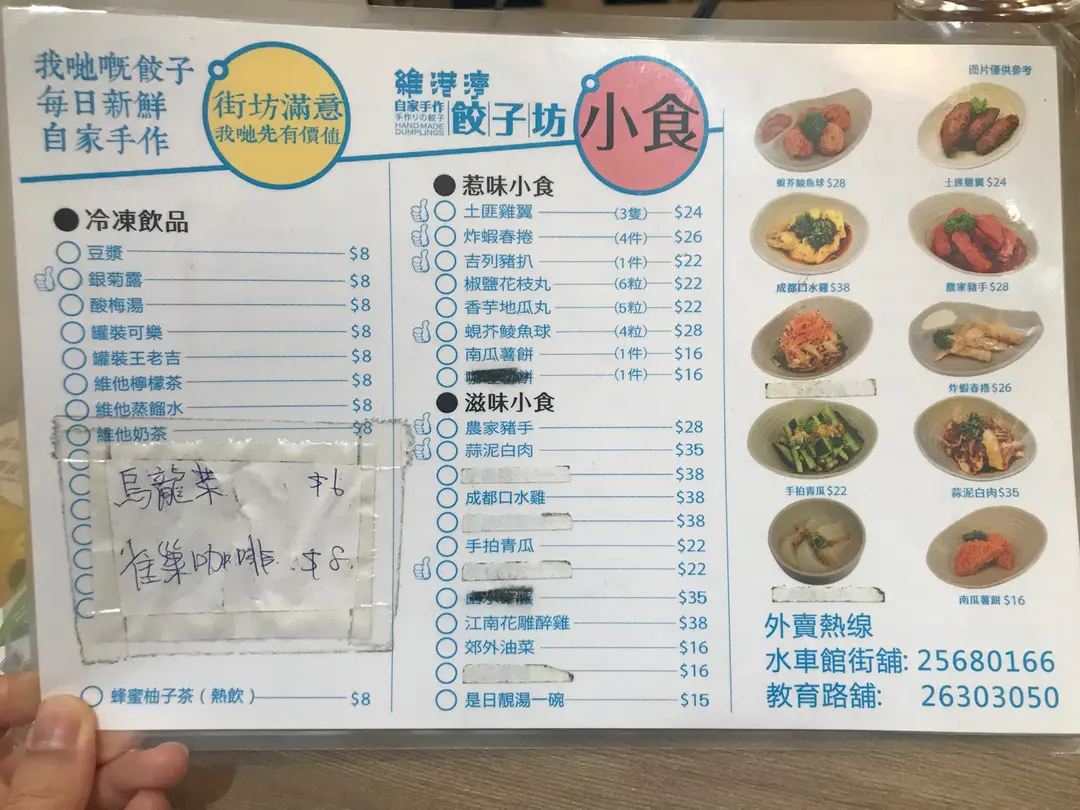 我哋嘅餃子
每日新鮮
自家手作
街坊滿意
我哋先有價值
維港灣
自家手作
手作りの餃子
HAND-MADE
DUMPLINGS
餃子坊
小食
圖片僅供參考
●冷凍飲品
豆漿 $8
銀菊露 $8
酸梅湯 $8
罐裝可樂 $8
罐裝王老吉 $8
維他檸檬茶 $8
維他蒸餾水 $8
維他奶茶 $8
烏龍茶 $6
雀巢咖啡 $8
蜂蜜柚子茶(熱飲) $8
●惹味小食
土匪雞翼 (3隻) $24
炸蝦春捲 (4件) $26
吉列豬扒 (1件) $22
椒鹽花枝丸 (6粒) $22
香芋地瓜丸 (5粒) $22
蜆芥鯪魚球 (4粒) $28
南瓜薯餅 (1件) $16
餅 (1件) $16
●滋味小食
農家豬手 $28
蒜泥白肉 $35
$38
成都口水雞 $38
$38
手拍青瓜 $22
$22
$35
江南花雕醉雞 $38
郊外油菜 $16
$16
是日靚湯一碗 $15
蜆芥鯪魚球 $28
土匪雞翼 $24
成都口水雞 $38
農家豬手 $28
炸蝦春捲 $26
手拍青瓜 $22
蒜泥白肉 $35
南瓜薯餅 $16
外賣熱线
水車館街舖: 25680166
教育路舖: 26303050